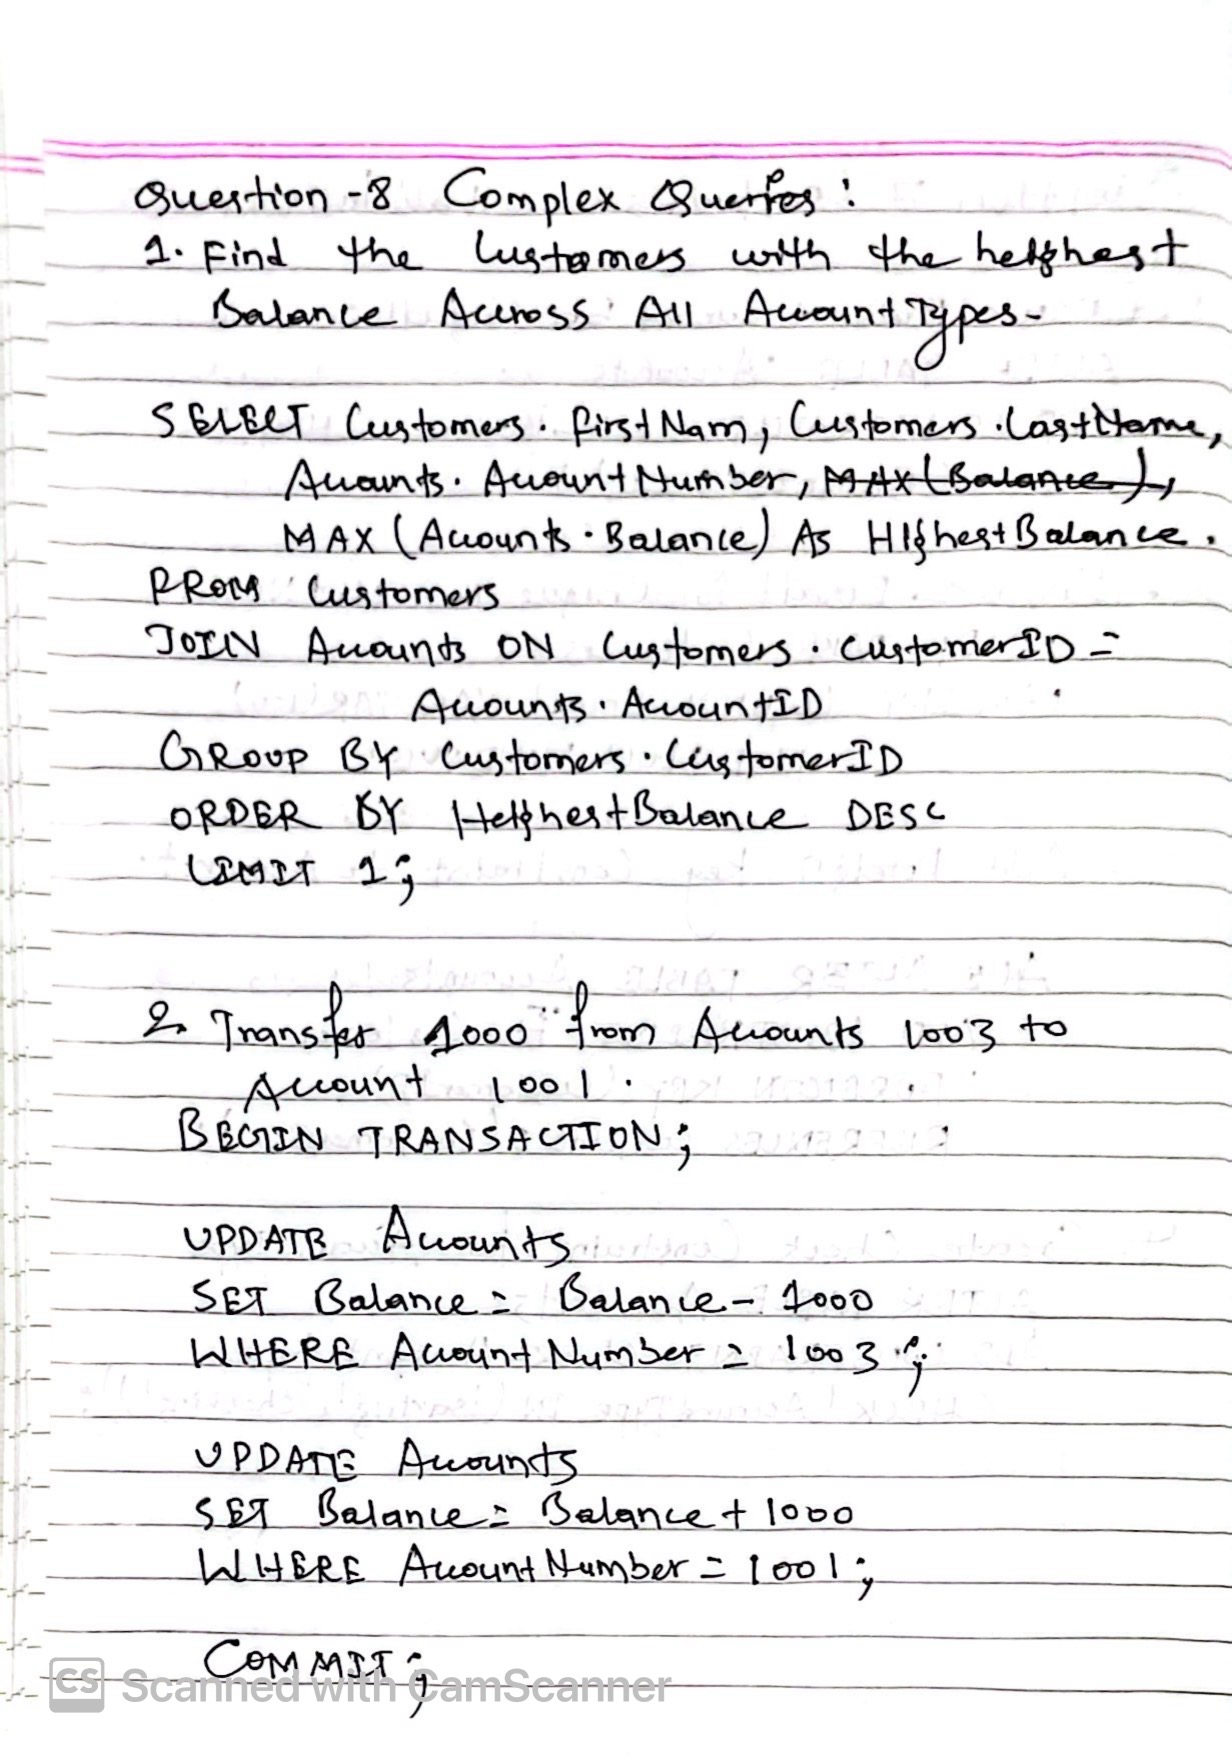 Question -8 Complex Queries :
1. Find the Customers with the heighest
Balance Accross All Account Types-
SELECT Customers. FirstNam, Customers.LastName,
Accounts. AccountNumber, MAX(Balance),
MAX (Accounts.Balance) As HIghestBalance.
FROM Customers
JOIN Accounts ON Customers. CustomerID =
Accounts. AccountID
GROUP BY Customers. CustomerID
ORDER BY HeighestBalance DESC
LIMIT 1;
2. Transfer 1000 from Accounts 1003 to
Account 1001.
BEGIN TRANSACTION;
UPDATE Accounts
SET Balance = Balance - 1000
WHERE AccountNumber = 1003;
UPDATE Accounts
SET Balance = Balance + 1000
WHERE AccountNumber = 1001;
COMMIT;
CS Scanned with CamScanner